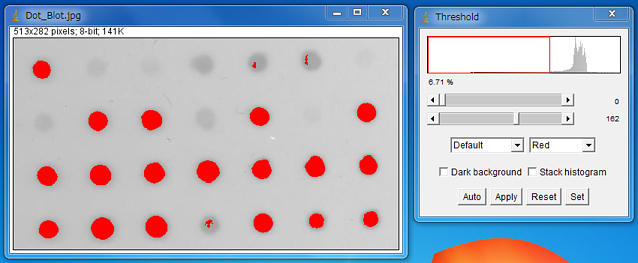 Dot_Blot.jpg
513x282 pixels; 8-bit; 141K
Threshold
6.71 %
0
162
Default
Red
Dark background
Stack histogram
Auto
Apply
Reset
Set